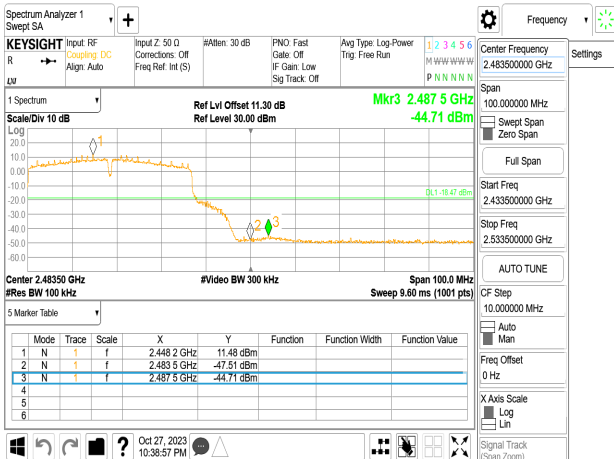 Spectrum Analyzer 1
Swept SA
Frequency
KEYSIGHT
R
Input: RF
Coupling: DC
Align: Auto
Input Z: 50 Ω
Corrections: Off
Freq Ref: Int (S)
#Atten: 30 dB
PNO: Fast
Gate: Off
IF Gain: Low
Sig Track: Off
Avg Type: Log-Power
Trig: Free Run
1 2 3 4 5 6
M W W W W W
P N N N N N
LXI
1 Spectrum
Scale/Div 10 dB
Ref Lvl Offset 11.30 dB
Ref Level 30.00 dBm
Mkr3 2.487 5 GHz
-44.71 dBm
Log
20.0
10.0
0.00
-10.0
-20.0
-30.0
-40.0
-50.0
-60.0
1
2
3
DL1 -18.47 dBm
Center 2.48350 GHz
#Res BW 100 kHz
#Video BW 300 kHz
Span 100.0 MHz
Sweep 9.60 ms (1001 pts)
5 Marker Table
Mode Trace Scale X Y Function Function Width Function Value
1 N 1 f 2.448 2 GHz 11.48 dBm
2 N 1 f 2.483 5 GHz -47.51 dBm
3 N 1 f 2.487 5 GHz -44.71 dBm
4
5
6
Oct 27, 2023
10:38:57 PM
Center Frequency
2.483500000 GHz
Settings
Span
100.000000 MHz
Swept Span
Zero Span
Full Span
Start Freq
2.433500000 GHz
Stop Freq
2.533500000 GHz
AUTO TUNE
CF Step
10.000000 MHz
Auto
Man
Freq Offset
0 Hz
X Axis Scale
Log
Lin
Signal Track
(Span Zoom)